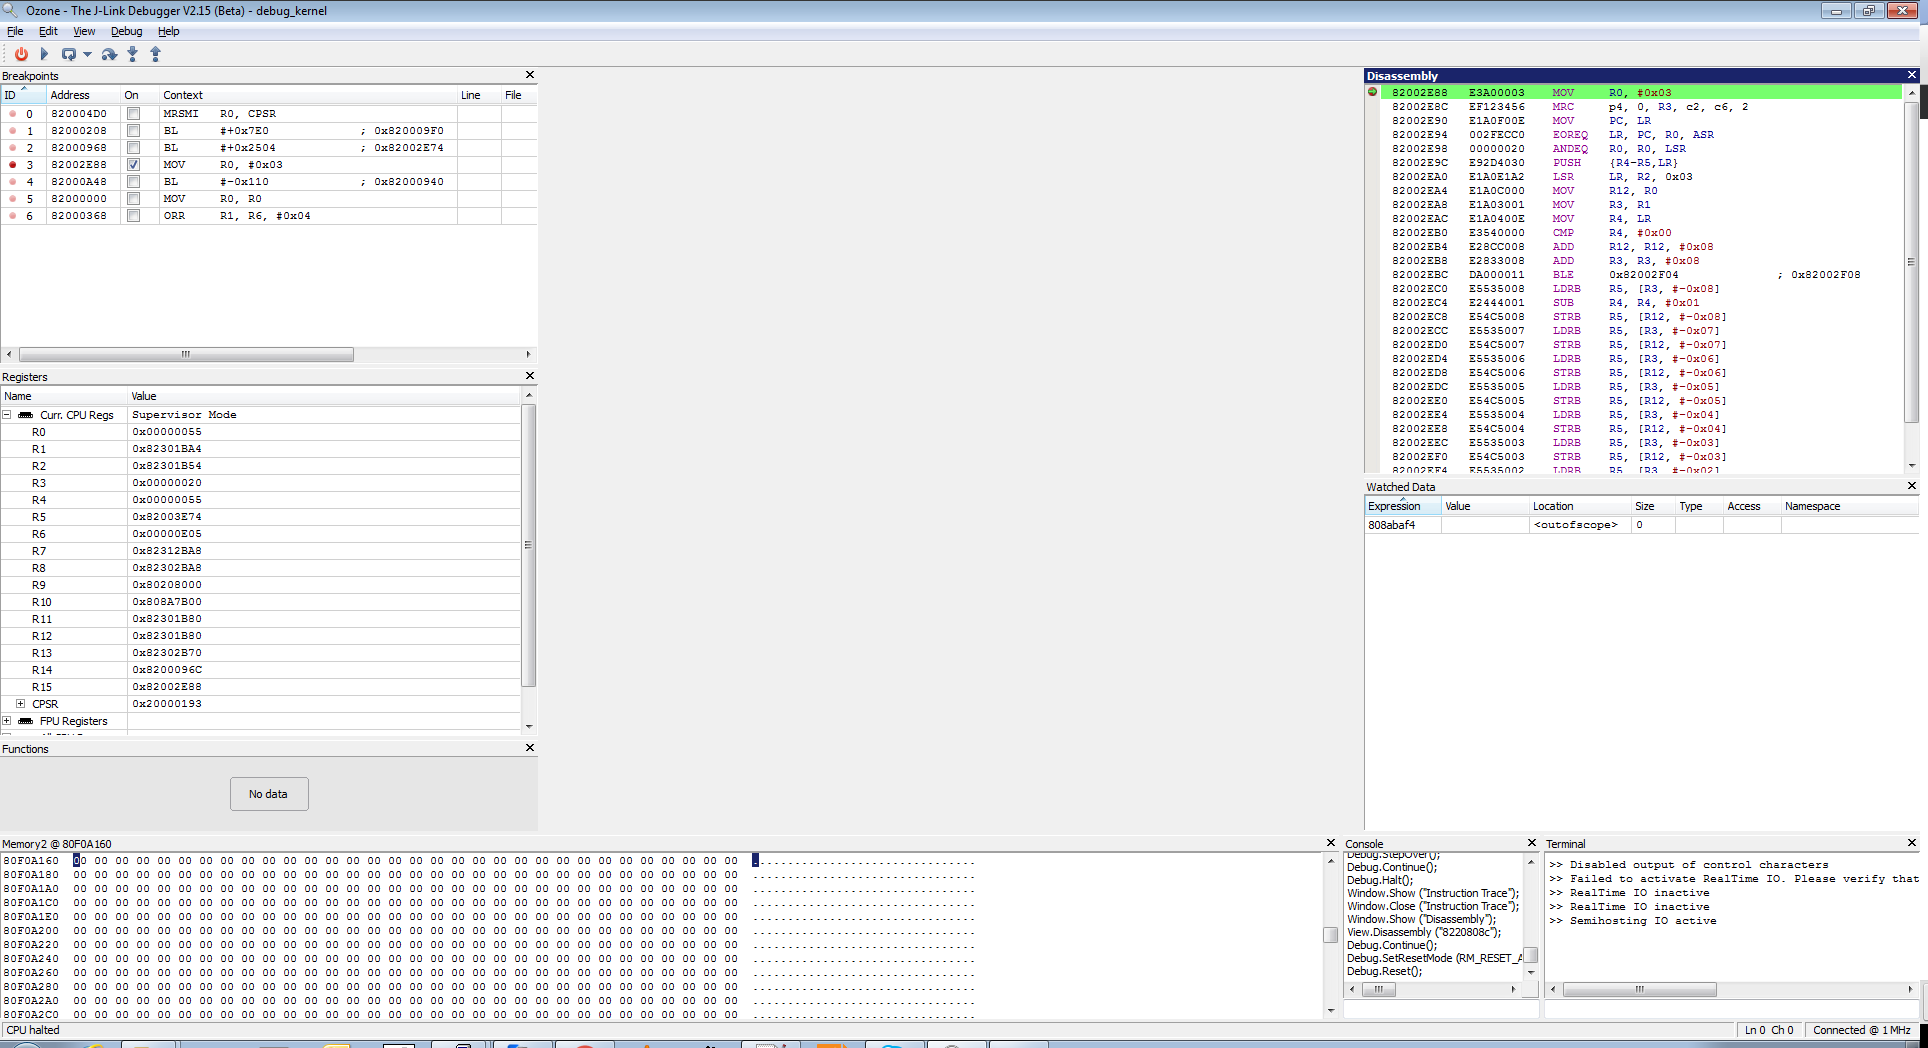 Ozone - The J-Link Debugger V2.15 (Beta) - debug_kernel
File Edit View Debug Help
Breakpoints
ID Address On Context Line File
0 820004D0 MRSMI R0, CPSR
1 82000208 BL #+0x7E0 ; 0x820009F0
2 82000968 BL #+0x2504 ; 0x82002E74
3 82002E88 MOV R0, #0x03
4 82000A48 BL #-0x110 ; 0x82000940
5 82000000 MOV R0, R0
6 82000368 ORR R1, R6, #0x04
Registers
Name Value
Curr. CPU Regs Supervisor Mode
R0 0x00000055
R1 0x82301BA4
R2 0x82301B54
R3 0x00000020
R4 0x00000055
R5 0x82003E74
R6 0x00000E05
R7 0x82312BA8
R8 0x82302BA8
R9 0x80208000
R10 0x808A7B00
R11 0x82301B80
R12 0x82301B80
R13 0x82302B70
R14 0x8200096C
R15 0x82002E88
CPSR 0x20000193
FPU Registers
Functions
No data
Disassembly
82002E88 E3A00003 MOV R0, #0x03
82002E8C EF123456 MRC p4, 0, R3, c2, c6, 2
82002E90 E1A0F00E MOV PC, LR
82002E94 002FECC0 EOREQ LR, PC, R0, ASR
82002E98 00000020 ANDEQ R0, R0, LSR
82002E9C E92D4030 PUSH {R4-R5,LR}
82002EA0 E1A0E1A2 LSR LR, R2, 0x03
82002EA4 E1A0C000 MOV R12, R0
82002EA8 E1A03001 MOV R3, R1
82002EAC E1A0400E MOV R4, LR
82002EB0 E3540000 CMP R4, #0x00
82002EB4 E28CC008 ADD R12, R12, #0x08
82002EB8 E2833008 ADD R3, R3, #0x08
82002EBC DA000011 BLE 0x82002F04 ; 0x82002F08
82002EC0 E5535008 LDRB R5, [R3, #-0x08]
82002EC4 E2444001 SUB R4, R4, #0x01
82002EC8 E54C5008 STRB R5, [R12, #-0x08]
82002ECC E5535007 LDRB R5, [R3, #-0x07]
82002ED0 E54C5007 STRB R5, [R12, #-0x07]
82002ED4 E5535006 LDRB R5, [R3, #-0x06]
82002ED8 E54C5006 STRB R5, [R12, #-0x06]
82002EDC E5535005 LDRB R5, [R3, #-0x05]
82002EE0 E54C5005 STRB R5, [R12, #-0x05]
82002EE4 E5535004 LDRB R5, [R3, #-0x04]
82002EE8 E54C5004 STRB R5, [R12, #-0x04]
82002EEC E5535003 LDRB R5, [R3, #-0x03]
82002EF0 E54C5003 STRB R5, [R12, #-0x03]
82002EF4 E5535002 LDRB R5, [R3, #-0x02]
Watched Data
Expression Value Location Size Type Access Namespace
808abaf4 <outofscope> 0
Memory2 @ 80F0A160
80F0A160 00 00 00 00 00 00 00 00 00 00 00 00 00 00 00 00 00 00 00 00 00 00 00 00 00 00 00 00 00 00 00 00 ................................
80F0A180 00 00 00 00 00 00 00 00 00 00 00 00 00 00 00 00 00 00 00 00 00 00 00 00 00 00 00 00 00 00 00 00 ................................
80F0A1A0 00 00 00 00 00 00 00 00 00 00 00 00 00 00 00 00 00 00 00 00 00 00 00 00 00 00 00 00 00 00 00 00 ................................
80F0A1C0 00 00 00 00 00 00 00 00 00 00 00 00 00 00 00 00 00 00 00 00 00 00 00 00 00 00 00 00 00 00 00 00 ................................
80F0A1E0 00 00 00 00 00 00 00 00 00 00 00 00 00 00 00 00 00 00 00 00 00 00 00 00 00 00 00 00 00 00 00 00 ................................
80F0A200 00 00 00 00 00 00 00 00 00 00 00 00 00 00 00 00 00 00 00 00 00 00 00 00 00 00 00 00 00 00 00 00 ................................
80F0A220 00 00 00 00 00 00 00 00 00 00 00 00 00 00 00 00 00 00 00 00 00 00 00 00 00 00 00 00 00 00 00 00 ................................
80F0A240 00 00 00 00 00 00 00 00 00 00 00 00 00 00 00 00 00 00 00 00 00 00 00 00 00 00 00 00 00 00 00 00 ................................
80F0A260 00 00 00 00 00 00 00 00 00 00 00 00 00 00 00 00 00 00 00 00 00 00 00 00 00 00 00 00 00 00 00 00 ................................
80F0A280 00 00 00 00 00 00 00 00 00 00 00 00 00 00 00 00 00 00 00 00 00 00 00 00 00 00 00 00 00 00 00 00 ................................
80F0A2A0 00 00 00 00 00 00 00 00 00 00 00 00 00 00 00 00 00 00 00 00 00 00 00 00 00 00 00 00 00 00 00 00 ................................
80F0A2C0 00 00 00 00 00 00 00 00 00 00 00 00 00 00 00 00 00 00 00 00 00 00 00 00 00 00 00 00 00 00 00 00 ................................
Console
Debug.StepOver();
Debug.Continue();
Debug.Halt();
Window.Show ("Instruction Trace");
Window.Close ("Instruction Trace");
Window.Show ("Disassembly");
View.Disassembly ("8220808c");
Debug.Continue();
Debug.SetResetMode (RM_RESET_A
Debug.Reset();
Terminal
>> Disabled output of control characters
>> Failed to activate RealTime IO. Please verify that
>> RealTime IO inactive
>> RealTime IO inactive
>> Semihosting IO active
CPU halted
Ln 0 Ch 0
Connected @ 1 MHz